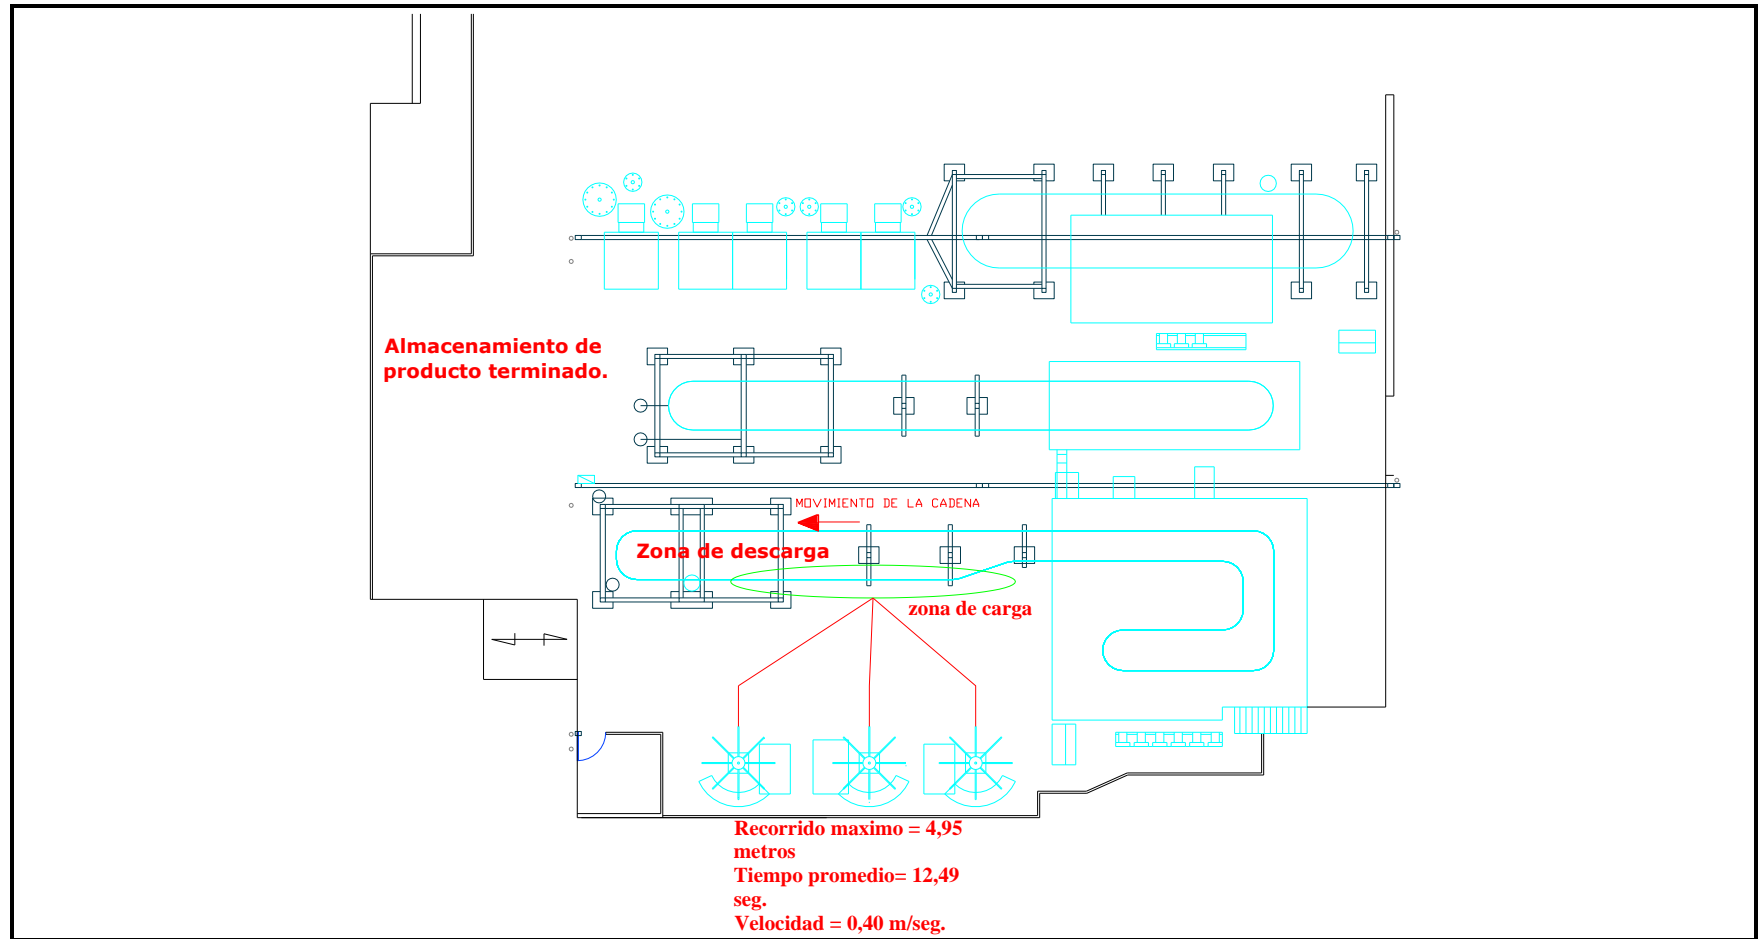 Almacenamiento de
producto terminado.
MOVIMIENTO DE LA CADENA
Zona de descarga
zona de carga
Recorrido maximo = 4,95
metros
Tiempo promedio= 12,49
seg.
Velocidad = 0,40 m/seg.